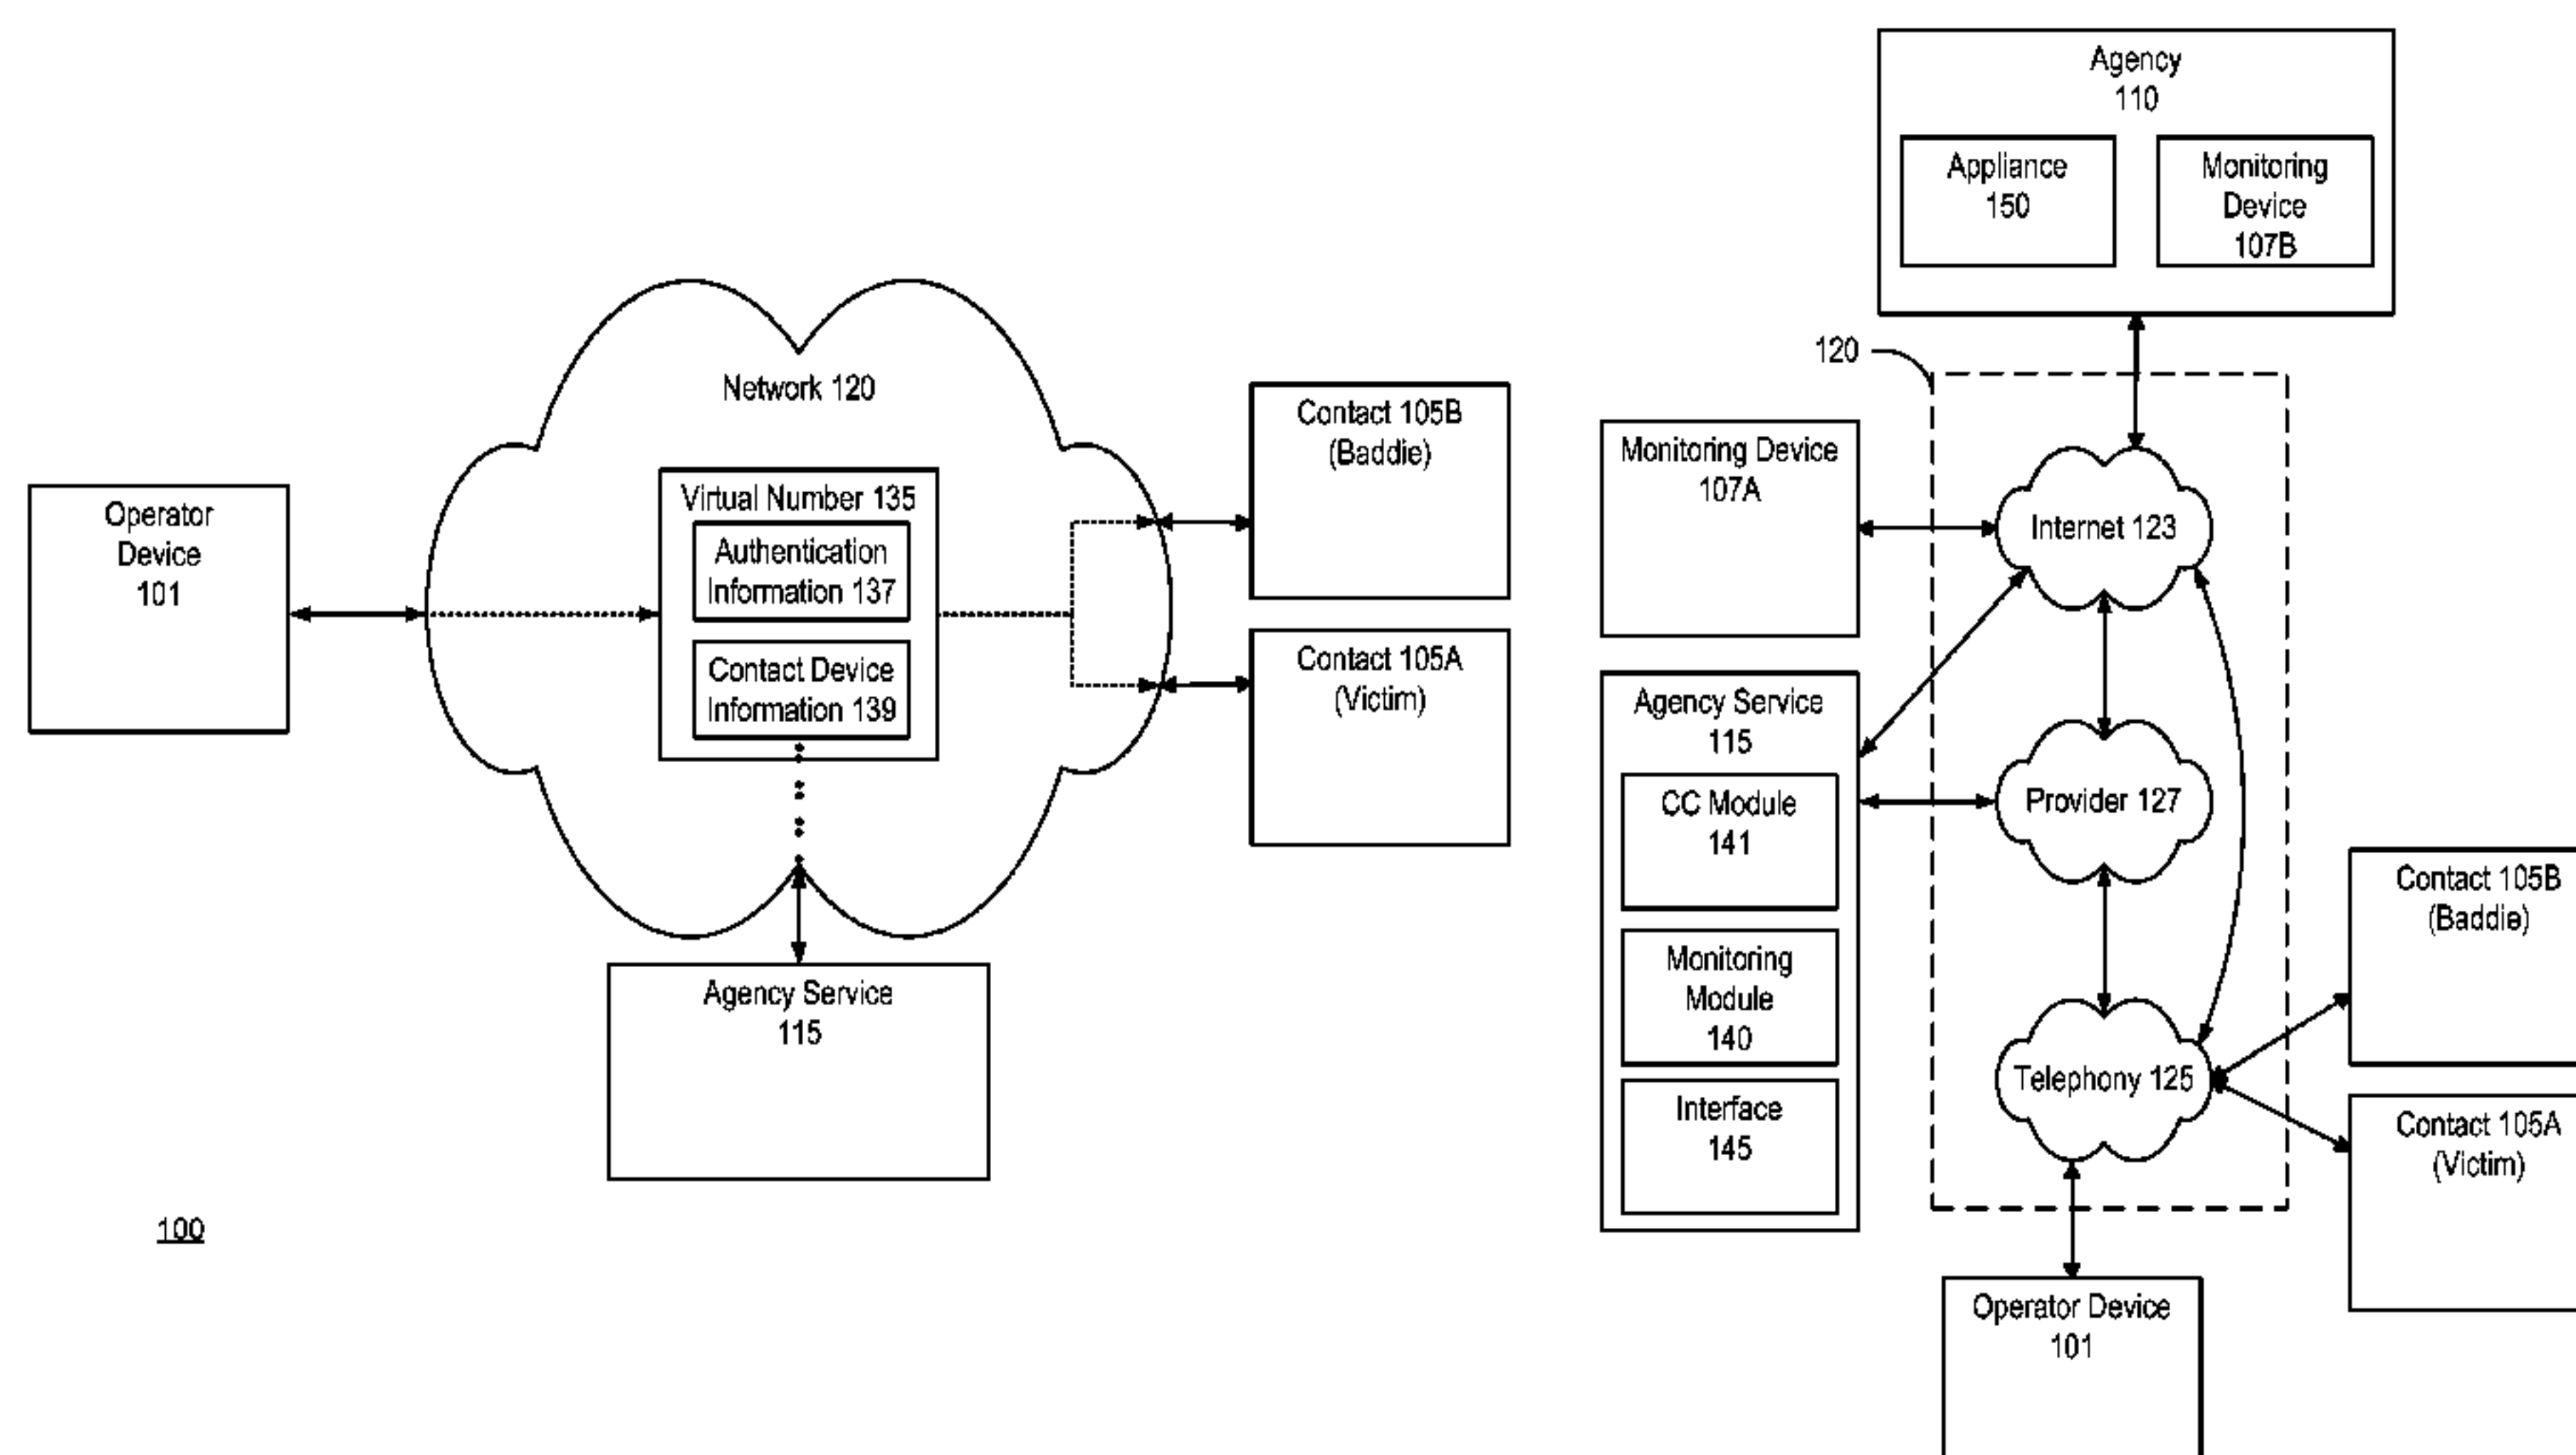 Network 120
Operator
Device
101
Virtual Number 135
Authentication
Information 137
Contact Device
Information 139
Contact 105B
(Baddie)
Contact 105A
(Victim)
Agency Service
115
100
Agency
110
Appliance
150
Monitoring
Device
107B
120
Monitoring Device
107A
Internet 123
Agency Service
115
CC Module
141
Monitoring
Module
140
Interface
145
Provider 127
Telephony 125
Contact 105B
(Baddie)
Contact 105A
(Victim)
Operator Device
101